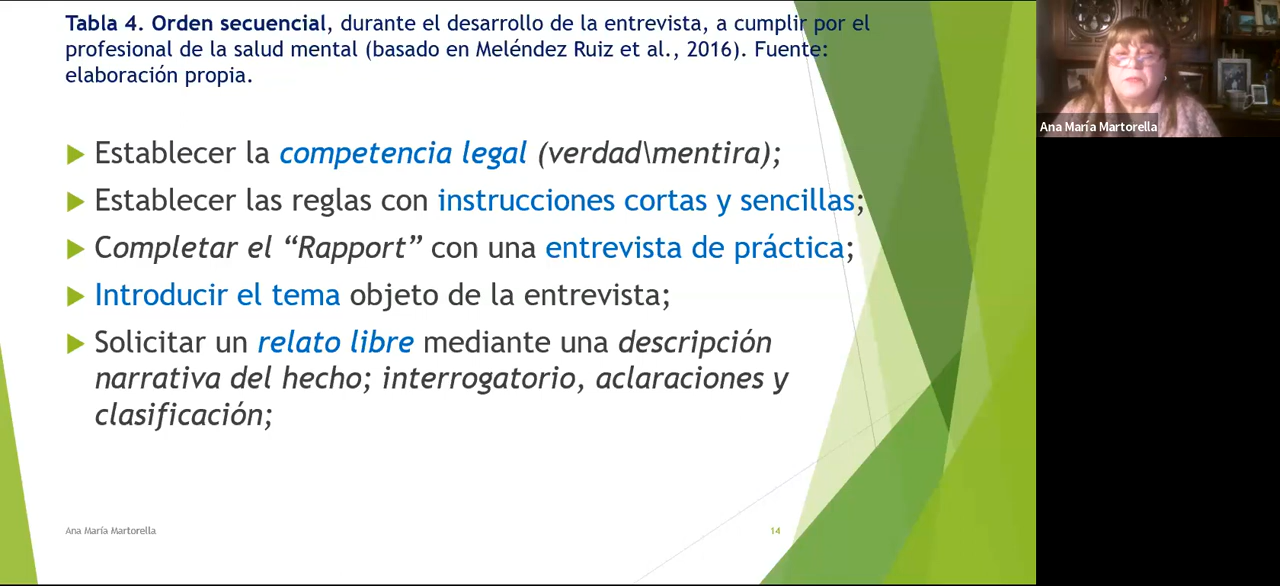 Tabla 4. Orden secuencial, durante el desarrollo de la entrevista, a cumplir por el
profesional de la salud mental (basado en Meléndez Ruiz et al., 2016). Fuente:
elaboración propia.
Establecer la competencia legal (verdad\mentira);
Establecer las reglas con instrucciones cortas y sencillas;
Completar el “Rapport” con una entrevista de práctica;
Introducir el tema objeto de la entrevista;
Solicitar un relato libre mediante una descripción
narrativa del hecho; interrogatorio, aclaraciones y
clasificación;
Ana María Martorella
14
Ana María Martorella